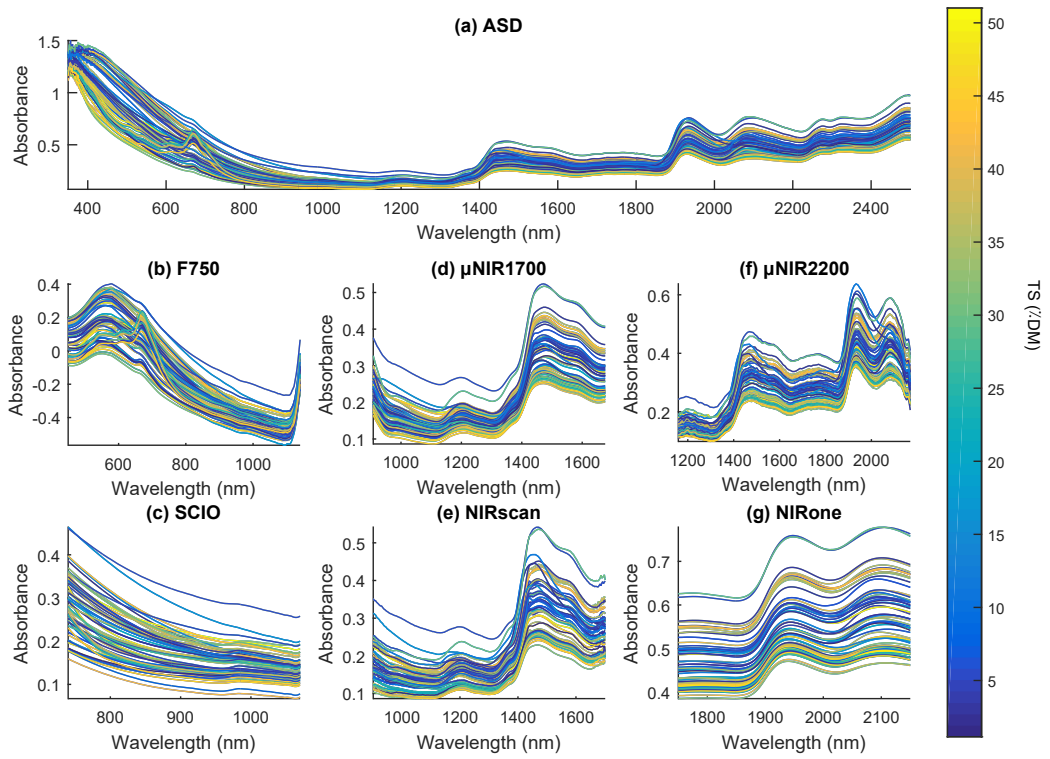 (a) ASD
Absorbance
1.5
1
0.5
400 600 800 1000 1200 1400 1600 1800 2000 2200 2400
Wavelength (nm)
(b) F750
Absorbance
0.4
0.2
0
-0.2
-0.4
600 800 1000
Wavelength (nm)
(d) µNIR1700
Absorbance
0.5
0.4
0.3
0.2
0.1
1000 1200 1400 1600
Wavelength (nm)
(f) µNIR2200
Absorbance
0.6
0.4
0.2
1200 1400 1600 1800 2000
Wavelength (nm)
(c) SCIO
Absorbance
0.4
0.3
0.2
0.1
800 900 1000
Wavelength (nm)
(e) NIRscan
Absorbance
0.5
0.4
0.3
0.2
0.1
1000 1200 1400 1600
Wavelength (nm)
(g) NIRone
Absorbance
0.7
0.6
0.5
0.4
1800 1900 2000 2100
Wavelength (nm)
50
45
40
35
30
25
20
15
10
5